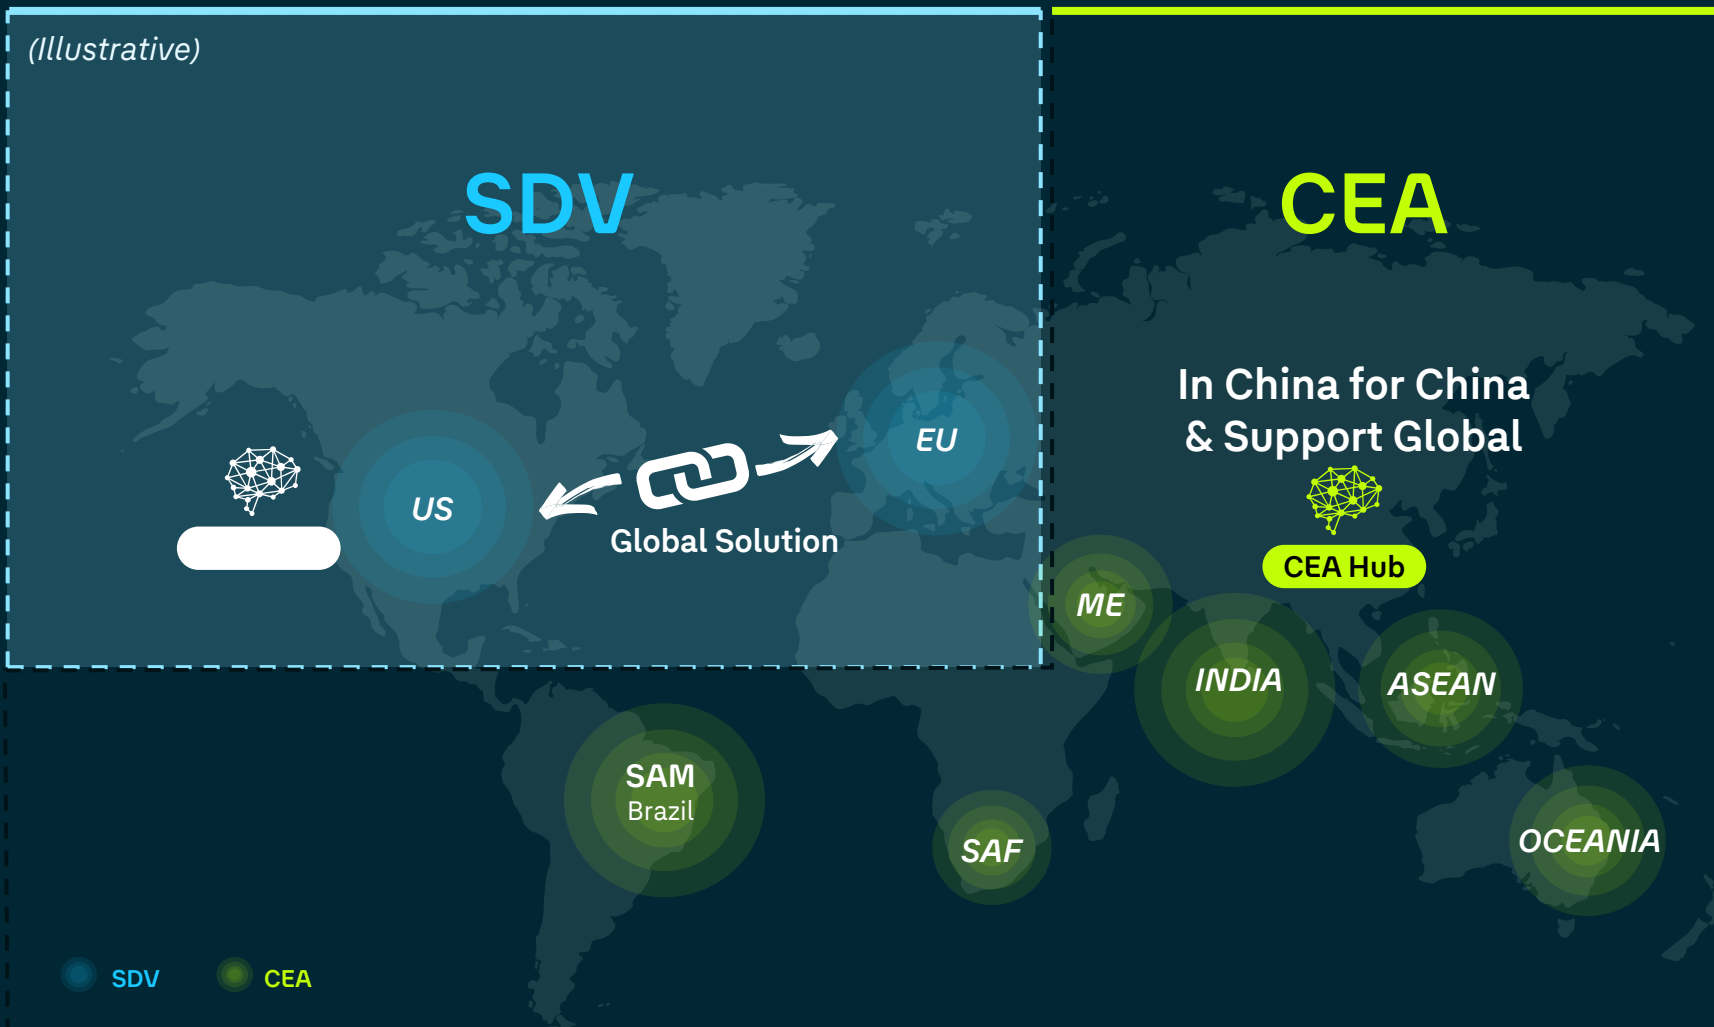 (Illustrative)
SDV
CEA
In China for China
& Support Global
EU
US
Global Solution
CEA Hub
ME
INDIA
ASEAN
SAM
Brazil
SAF
OCEANIA
SDV
CEA